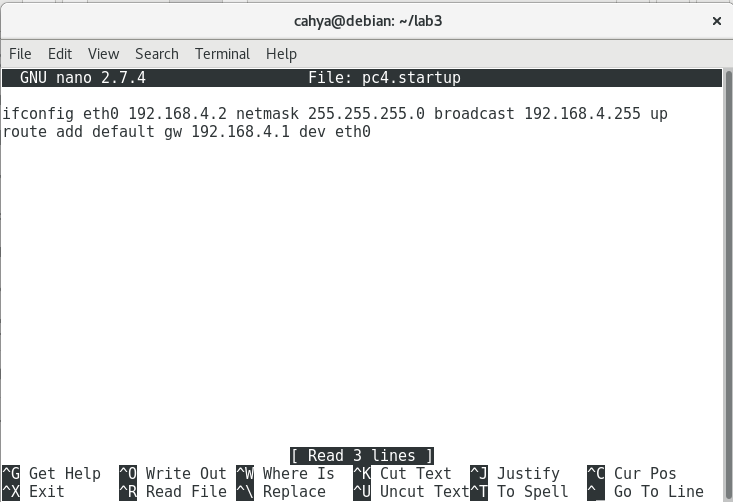 cahya@debian: ~/lab3 ×
File Edit View Search Terminal Help
GNU nano 2.7.4 File: pc4.startup
ifconfig eth0 192.168.4.2 netmask 255.255.255.0 broadcast 192.168.4.255 up
route add default gw 192.168.4.1 dev eth0
[ Read 3 lines ]
^G Get Help ^O Write Out ^W Where Is ^K Cut Text ^J Justify ^C Cur Pos
^X Exit ^R Read File ^\ Replace ^U Uncut Text^T To Spell ^_ Go To Line